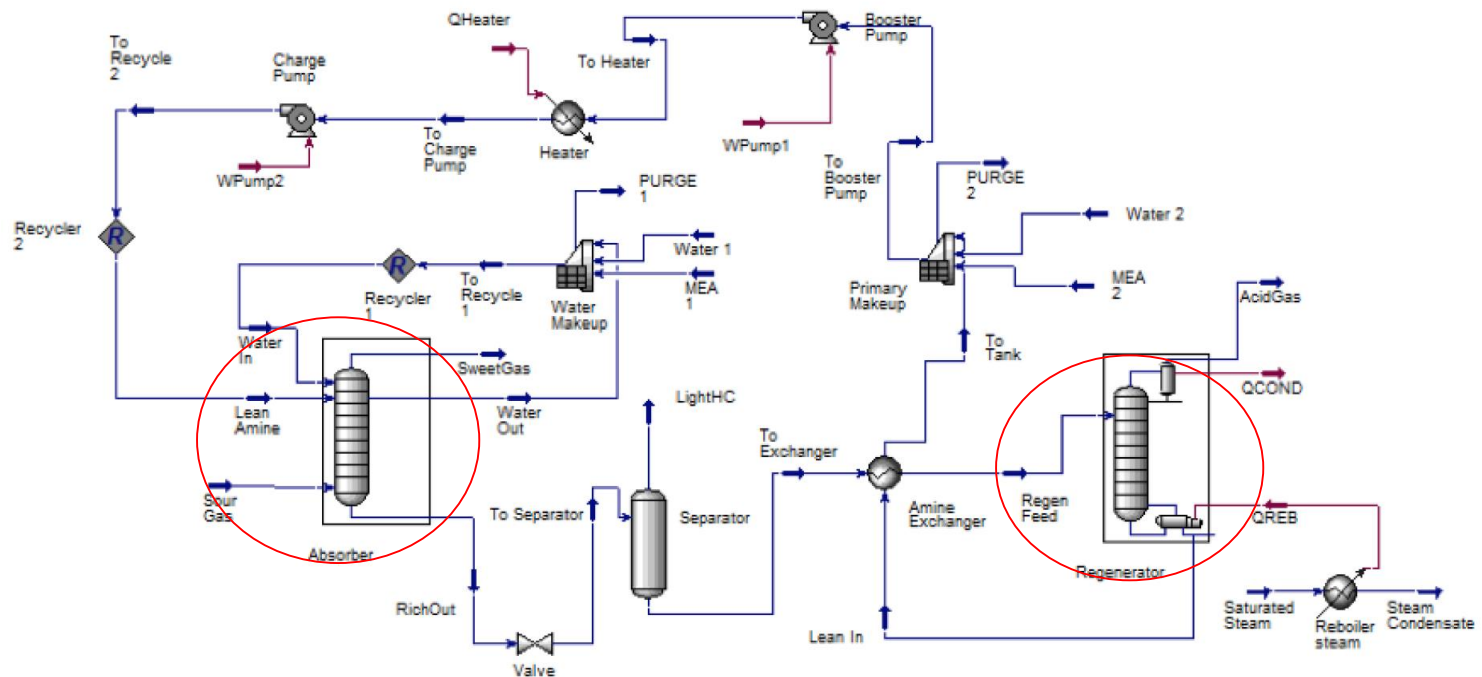 To
Recycle
2
Charge
Pump
QHeater
To Heater
Booster
Pump
WPump2
To
Charge
Pump
Heater
WPump1
To
Booster
Pump
PURGE
2
PURGE
1
Recycler
2
R
R
Water 1
Water 2
To
Recycle
1
Recycler
1
Water
Makeup
MEA
1
Primary
Makeup
MEA
2
AcidGas
Water
In
SweetGas
To
Tank
QCOND
Lean
Amine
Water
Out
LightHC
To
Exchanger
Sour
Gas
To Separator
Separator
Amine
Exchanger
Regen
Feed
QREB
Absorber
Regenerator
RichOut
Valve
Lean In
Saturated
Steam
Reboiler
steam
Steam
Condensate